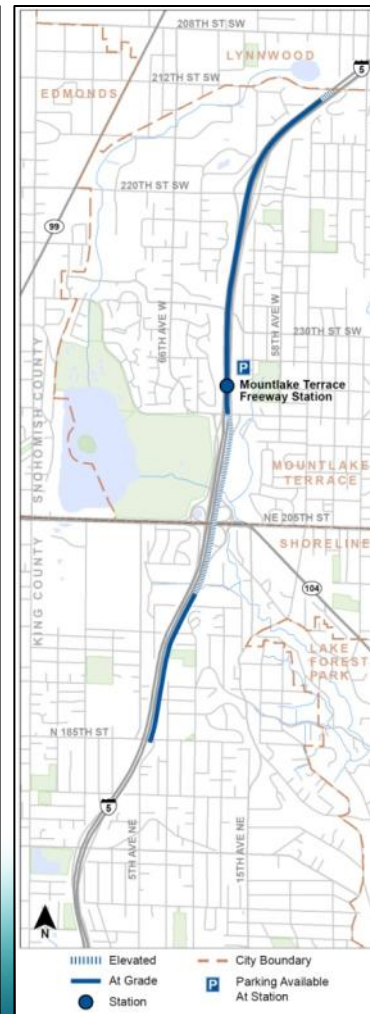 208TH ST SW
LYNNWOOD
5
212TH ST SW
EDMONDS
220TH ST SW
99
66TH AVE W
58TH AVE W
230TH ST SW
P
Mountlake Terrace
Freeway Station
SNOHOMISH COUNTY
MOUNTLAKE
TERRACE
NE 205TH ST
SHORELINE
KING COUNTY
104
LAKE
FOREST
PARK
N 185TH ST
5
5TH AVE NE
15TH AVE NE
N
Elevated
City Boundary
At Grade
P
Parking Available
At Station
Station